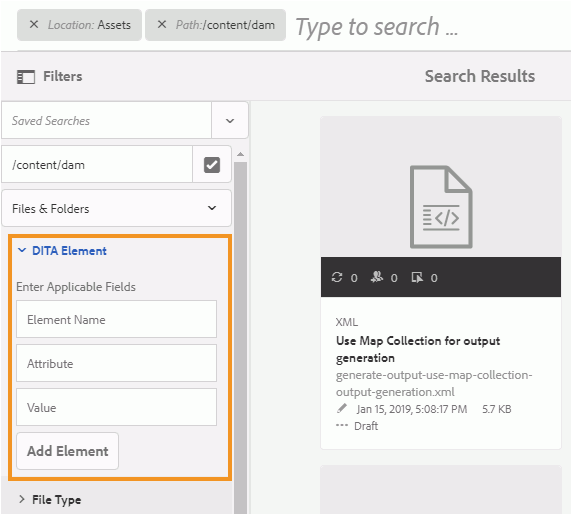 × Location: Assets × Path:/content/dam Type to search ...
Filters
Search Results
Saved Searches
/content/dam
Files & Folders
DITA Element
Enter Applicable Fields
Element Name
Attribute
Value
Add Element
File Type
</>
0 0 0
XML
Use Map Collection for output
generation
generate-output-use-map-collection-
output-generation.xml
Jan 15, 2019, 5:08:17 PM 5.7 KB
Draft